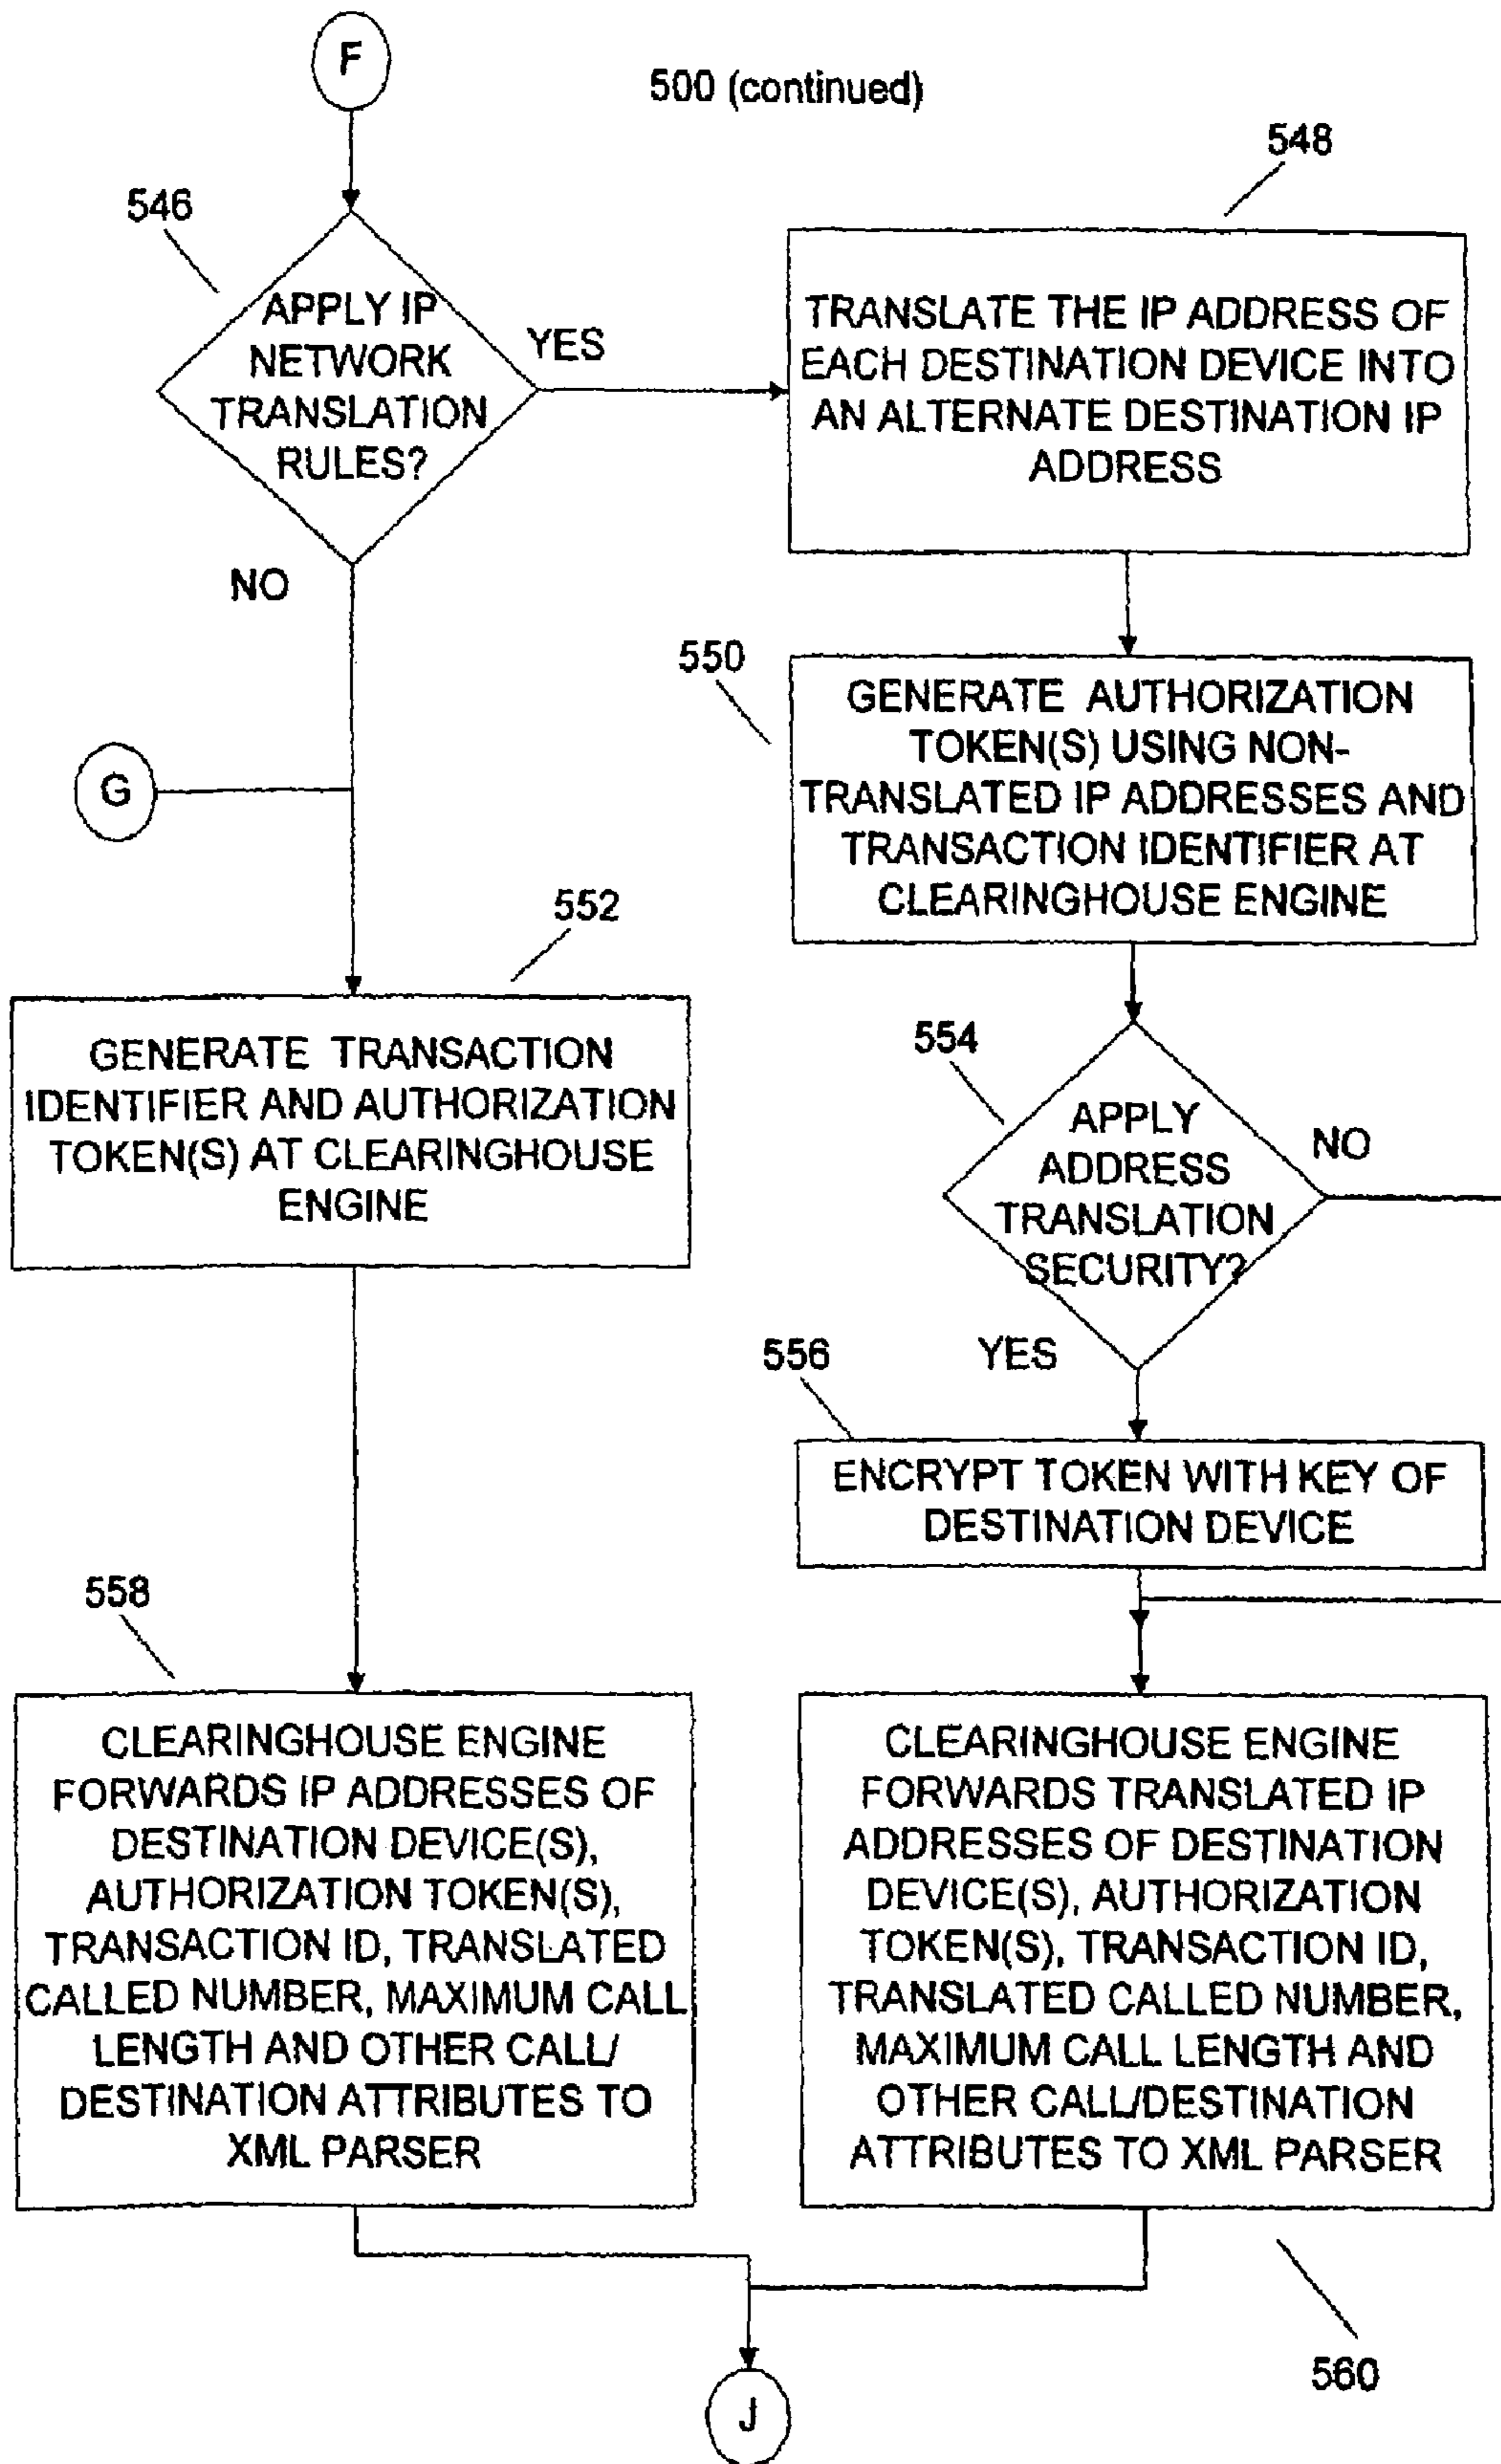 F
500 (continued)
548
546
APPLY IP
NETWORK
TRANSLATION
RULES?
YES
NO
TRANSLATE THE IP ADDRESS OF
EACH DESTINATION DEVICE INTO
AN ALTERNATE DESTINATION IP
ADDRESS
550
GENERATE AUTHORIZATION
TOKEN(S) USING NON-
TRANSLATED IP ADDRESSES AND
TRANSACTION IDENTIFIER AT
CLEARINGHOUSE ENGINE
G
552
GENERATE TRANSACTION
IDENTIFIER AND AUTHORIZATION
TOKEN(S) AT CLEARINGHOUSE
ENGINE
554
APPLY
ADDRESS
TRANSLATION
SECURITY?
NO
YES
556
ENCRYPT TOKEN WITH KEY OF
DESTINATION DEVICE
558
CLEARINGHOUSE ENGINE
FORWARDS IP ADDRESSES OF
DESTINATION DEVICE(S),
AUTHORIZATION TOKEN(S),
TRANSACTION ID, TRANSLATED
CALLED NUMBER, MAXIMUM CALL
LENGTH AND OTHER CALL/
DESTINATION ATTRIBUTES TO
XML PARSER
CLEARINGHOUSE ENGINE
FORWARDS TRANSLATED IP
ADDRESSES OF DESTINATION
DEVICE(S), AUTHORIZATION
TOKEN(S), TRANSACTION ID,
TRANSLATED CALLED NUMBER,
MAXIMUM CALL LENGTH AND
OTHER CALL/DESTINATION
ATTRIBUTES TO XML PARSER
560
J